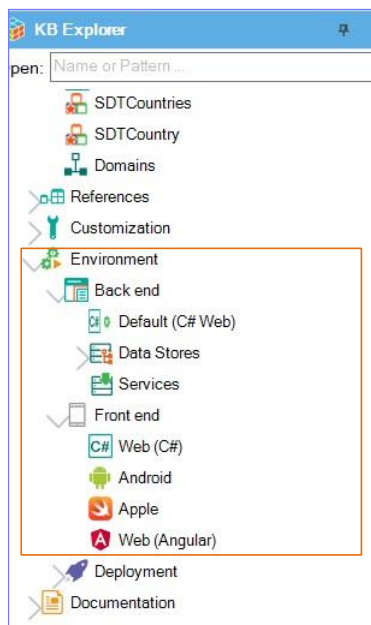 KB Explorer
pen: Name or Pattern ...
SDTCountries
SDTCountry
Domains
References
Customization
Environment
Back end
C# Default (C# Web)
Data Stores
Services
Front end
C# Web (C#)
Android
Apple
A Web (Angular)
Deployment
Documentation